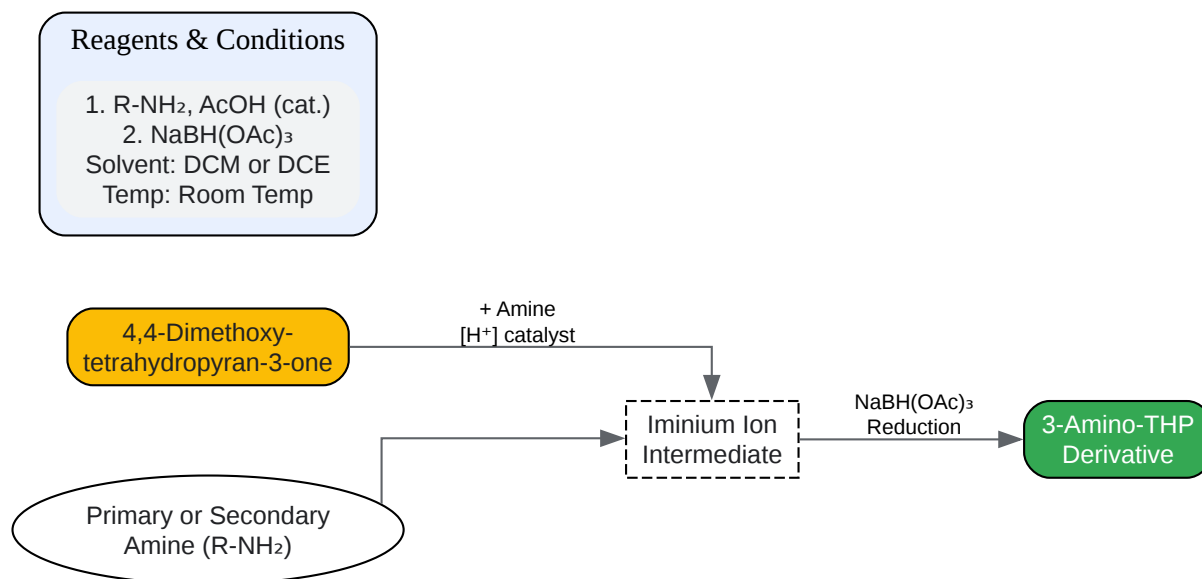 Reagents & Conditions
1. R-NH₂, AcOH (cat.)
2. NaBH(OAc)₃
Solvent: DCM or DCE
Temp: Room Temp
4,4-Dimethoxy-
tetrahydropyran-3-one
+ Amine
[H⁺] catalyst
Primary or Secondary
Amine (R-NH₂)
Iminium Ion
Intermediate
NaBH(OAc)₃
Reduction
3-Amino-THP
Derivative